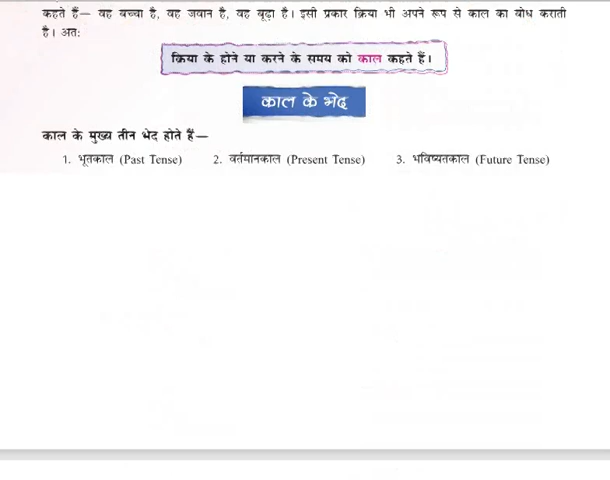 कहते हैं— वह बच्चा है, वह जवान है, वह बूढ़ा है। इसी प्रकार क्रिया भी अपने रूप से काल का बोध कराती
है। अतः
क्रिया के होने या करने के समय को काल कहते हैं।
काल के भेद
काल के मुख्य तीन भेद होते हैं—
1. भूतकाल (Past Tense) 2. वर्तमानकाल (Present Tense) 3. भविष्यतकाल (Future Tense)